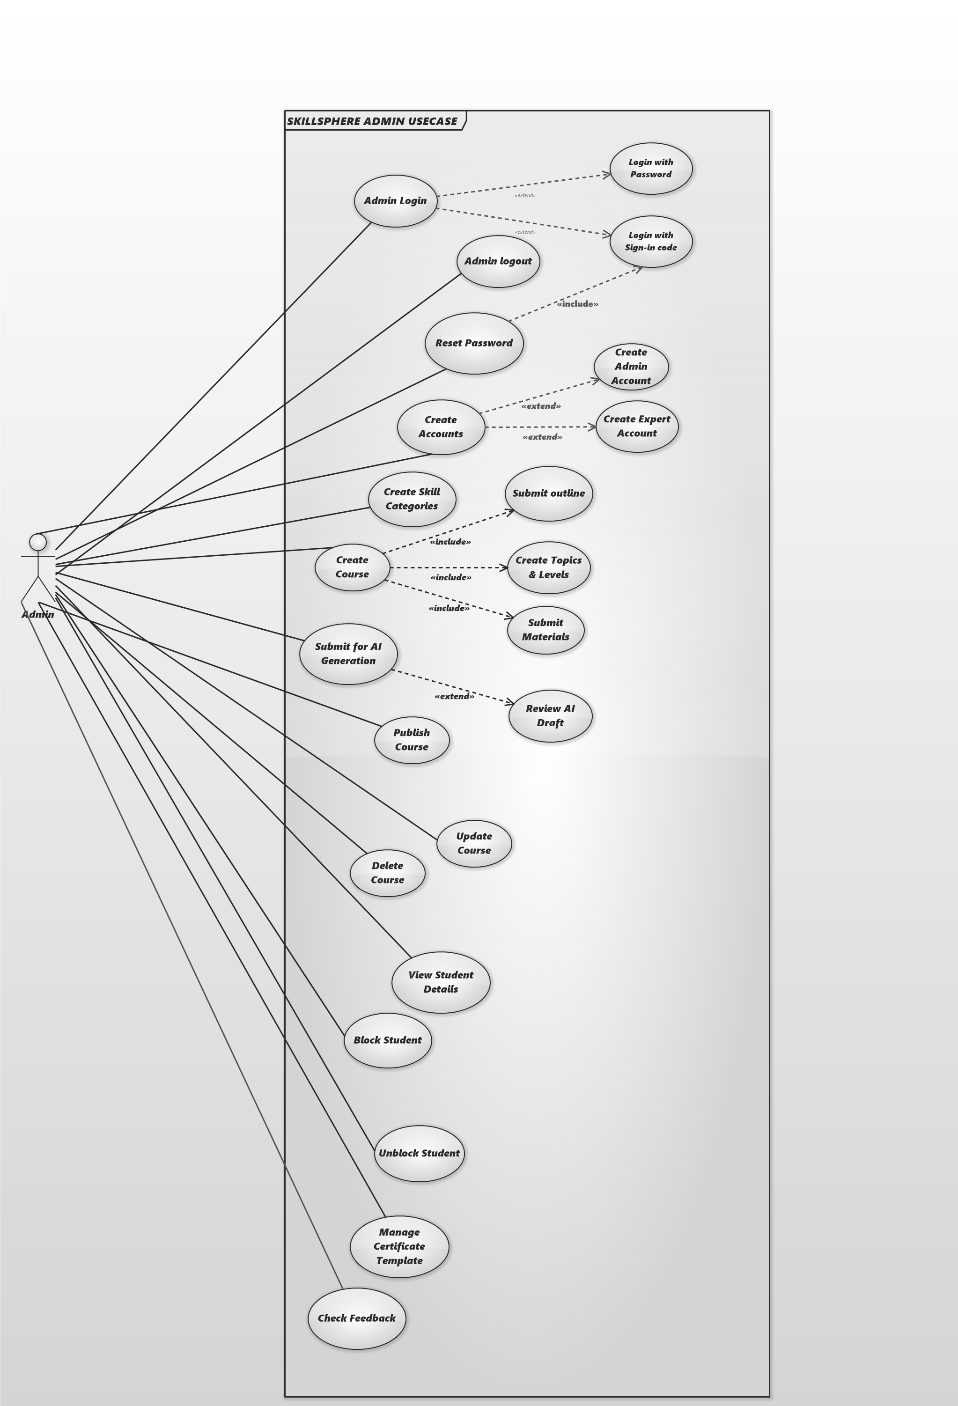 SKILLSPHERE ADMIN USECASE
Login with
Password
Admin Login
«extend»
Login with
Sign-in code
«extend»
Admin logout
«include»
Reset Password
Create
Admin
Account
«extend»
Create
Accounts
Create Expert
Account
«extend»
Create Skill
Categories
Submit outline
«include»
Create
Course
Create Topics
& Levels
«include»
«include»
Submit
Materials
Admin
Submit for AI
Generation
«extend»
Review AI
Draft
Publish
Course
Update
Course
Delete
Course
View Student
Details
Block Student
Unblock Student
Manage
Certificate
Template
Check Feedback